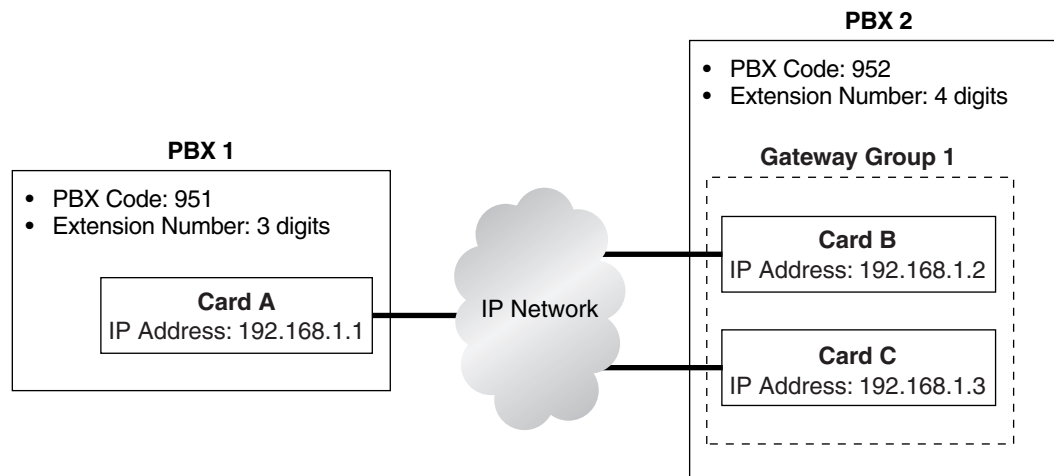 PBX 2
• PBX Code: 952
• Extension Number: 4 digits
PBX 1
Gateway Group 1
• PBX Code: 951
• Extension Number: 3 digits
Card B
IP Address: 192.168.1.2
Card A
IP Address: 192.168.1.1
IP Network
Card C
IP Address: 192.168.1.3